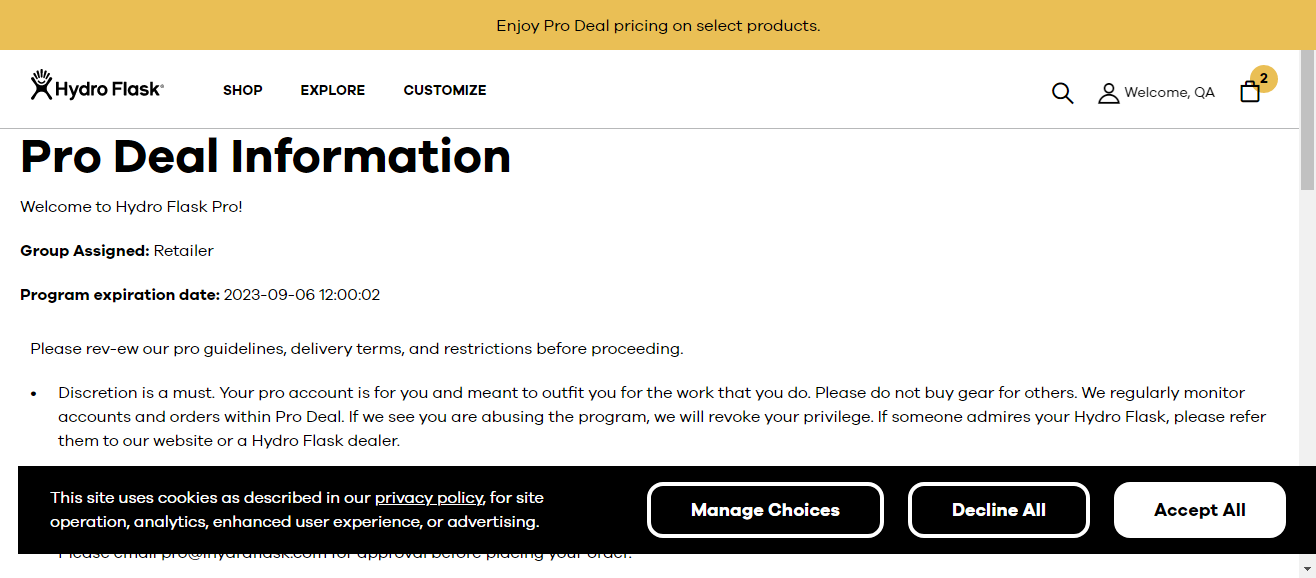 Enjoy Pro Deal pricing on select products.
Hydro Flask SHOP EXPLORE CUSTOMIZE Welcome, QA 2
Pro Deal Information
Welcome to Hydro Flask Pro!
Group Assigned: Retailer
Program expiration date: 2023-09-06 12:00:02
Please rev-ew our pro guidelines, delivery terms, and restrictions before proceeding.
• Discretion is a must. Your pro account is for you and meant to outfit you for the work that you do. Please do not buy gear for others. We regularly monitor
accounts and orders within Pro Deal. If we see you are abusing the program, we will revoke your privilege. If someone admires your Hydro Flask, please refer
them to our website or a Hydro Flask dealer.
This site uses cookies as described in our privacy policy, for site
operation, analytics, enhanced user experience, or advertising.
Manage Choices Decline All Accept All
Please email for approval before placing your order.